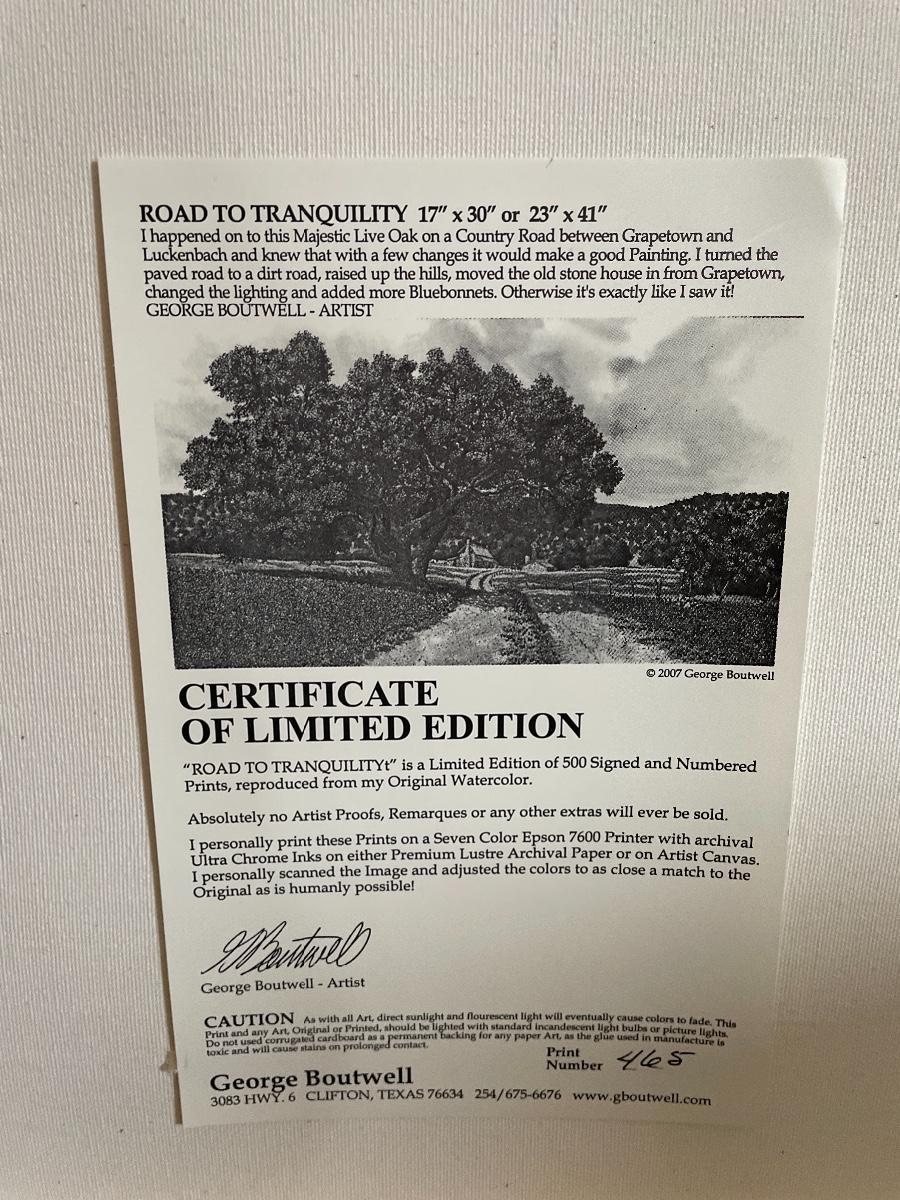 ROAD TO TRANQUILITY 17" x 30" or 23" x 41"
I happened on to this Majestic Live Oak on a Country Road between Grapetown and
Luckenbach and knew that with a few changes it would make a good Painting. I turned the
paved road to a dirt road, raised up the hills, moved the old stone house in from Grapetown,
changed the lighting and added more Bluebonnets. Otherwise it's exactly like I saw it!
GEORGE BOUTWELL - ARTIST
© 2007 George Boutwell
CERTIFICATE
OF LIMITED EDITION
“ROAD TO TRANQUILITYt” is a Limited Edition of 500 Signed and Numbered
Prints, reproduced from my Original Watercolor.
Absolutely no Artist Proofs, Remarques or any other extras will ever be sold.
I personally print these Prints on a Seven Color Epson 7600 Printer with archival
Ultra Chrome Inks on either Premium Lustre Archival Paper or on Artist Canvas.
I personally scanned the Image and adjusted the colors to as close a match to the
Original as is humanly possible!
GBoutwell
George Boutwell - Artist
CAUTION As with all Art, direct sunlight and flourescent light will eventually cause colors to fade. This
Print and any Art, Original or Printed, should be lighted with standard incandescent light bulbs or picture lights.
Do not used corrugated cardboard as a permanent backing for any paper Art, as the glue used in manufacture is
toxic and will cause stains on prolonged contact.
Print
Number 465
George Boutwell
3083 HWY. 6 CLIFTON, TEXAS 76634 254/675-6676 www.gboutwell.com